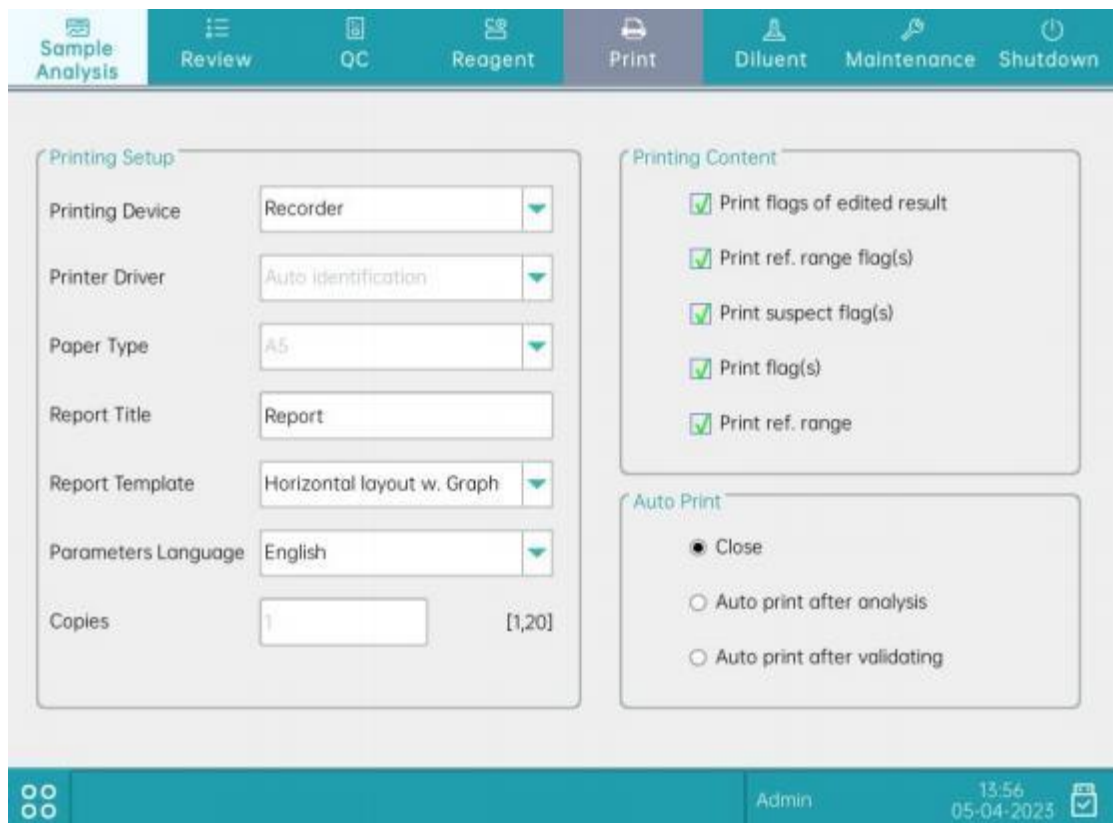 Sample
Analysis
Review
QC
Reagent
Print
Diluent
Maintenance
Shutdown
Printing Setup
Printing Device
Recorder
Printer Driver
Auto identification
Paper Type
A5
Report Title
Report
Report Template
Horizontal layout w. Graph
Parameters Language
English
Copies
1
[1,20]
Printing Content
Print flags of edited result
Print ref. range flag(s)
Print suspect flag(s)
Print flag(s)
Print ref. range
Auto Print
Close
Auto print after analysis
Auto print after validating
Admin
13:56
05-04-2023